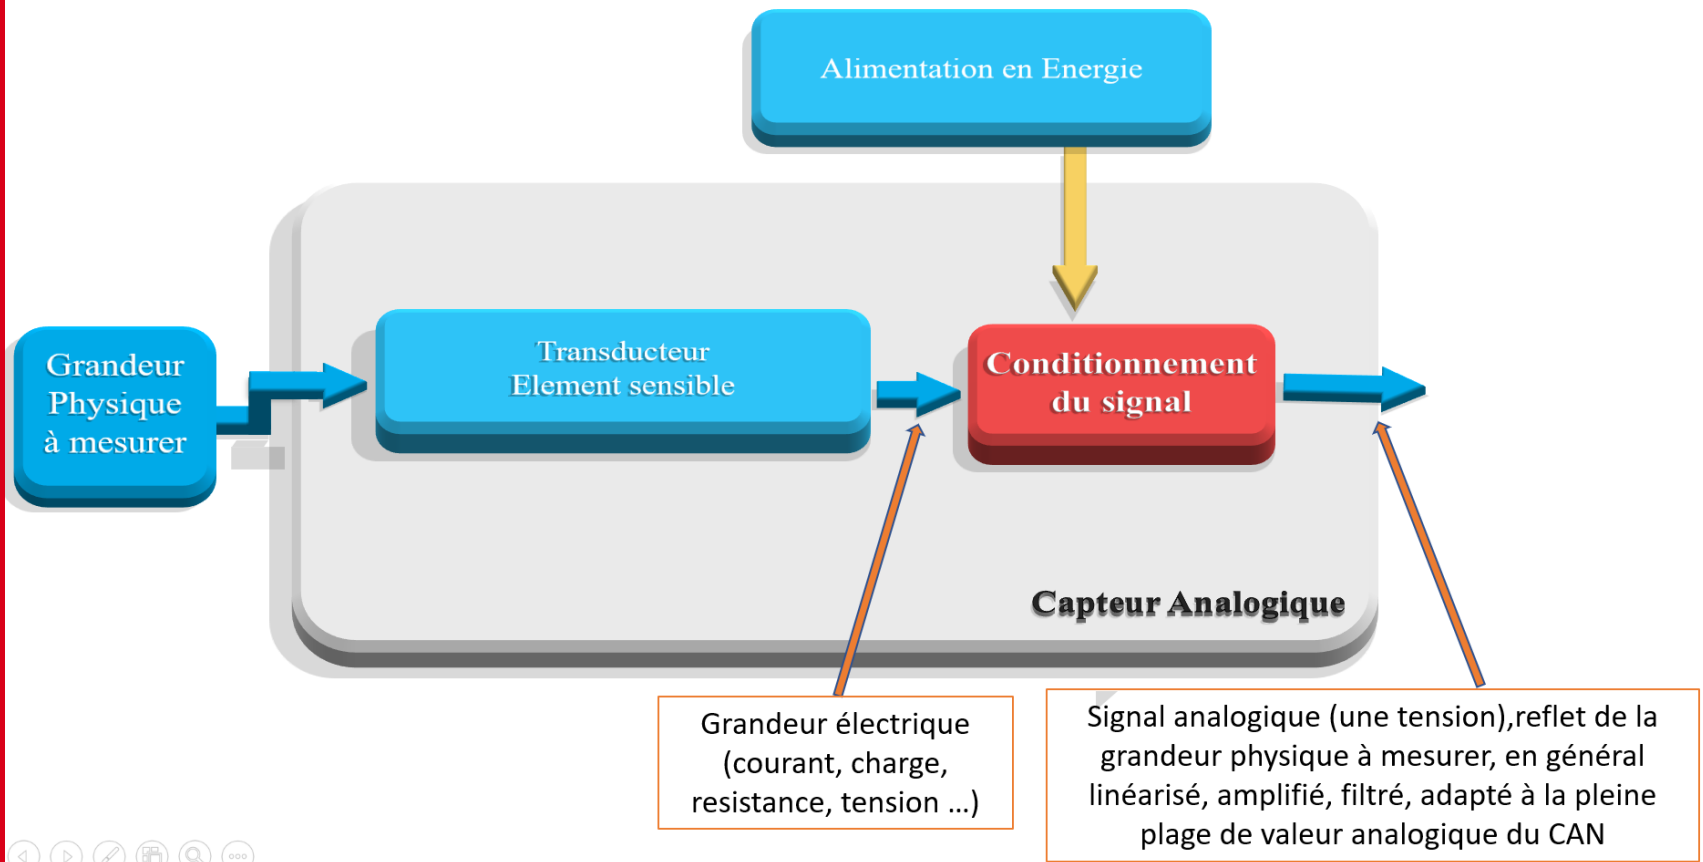 Alimentation en Energie
Grandeur
Physique
à mesurer
Transducteur
Element sensible
Conditionnement
du signal
Capteur Analogique
Grandeur électrique
(courant, charge,
resistance, tension ...)
Signal analogique (une tension),reflet de la
grandeur physique à mesurer, en général
linéarisé, amplifié, filtré, adapté à la pleine
plage de valeur analogique du CAN